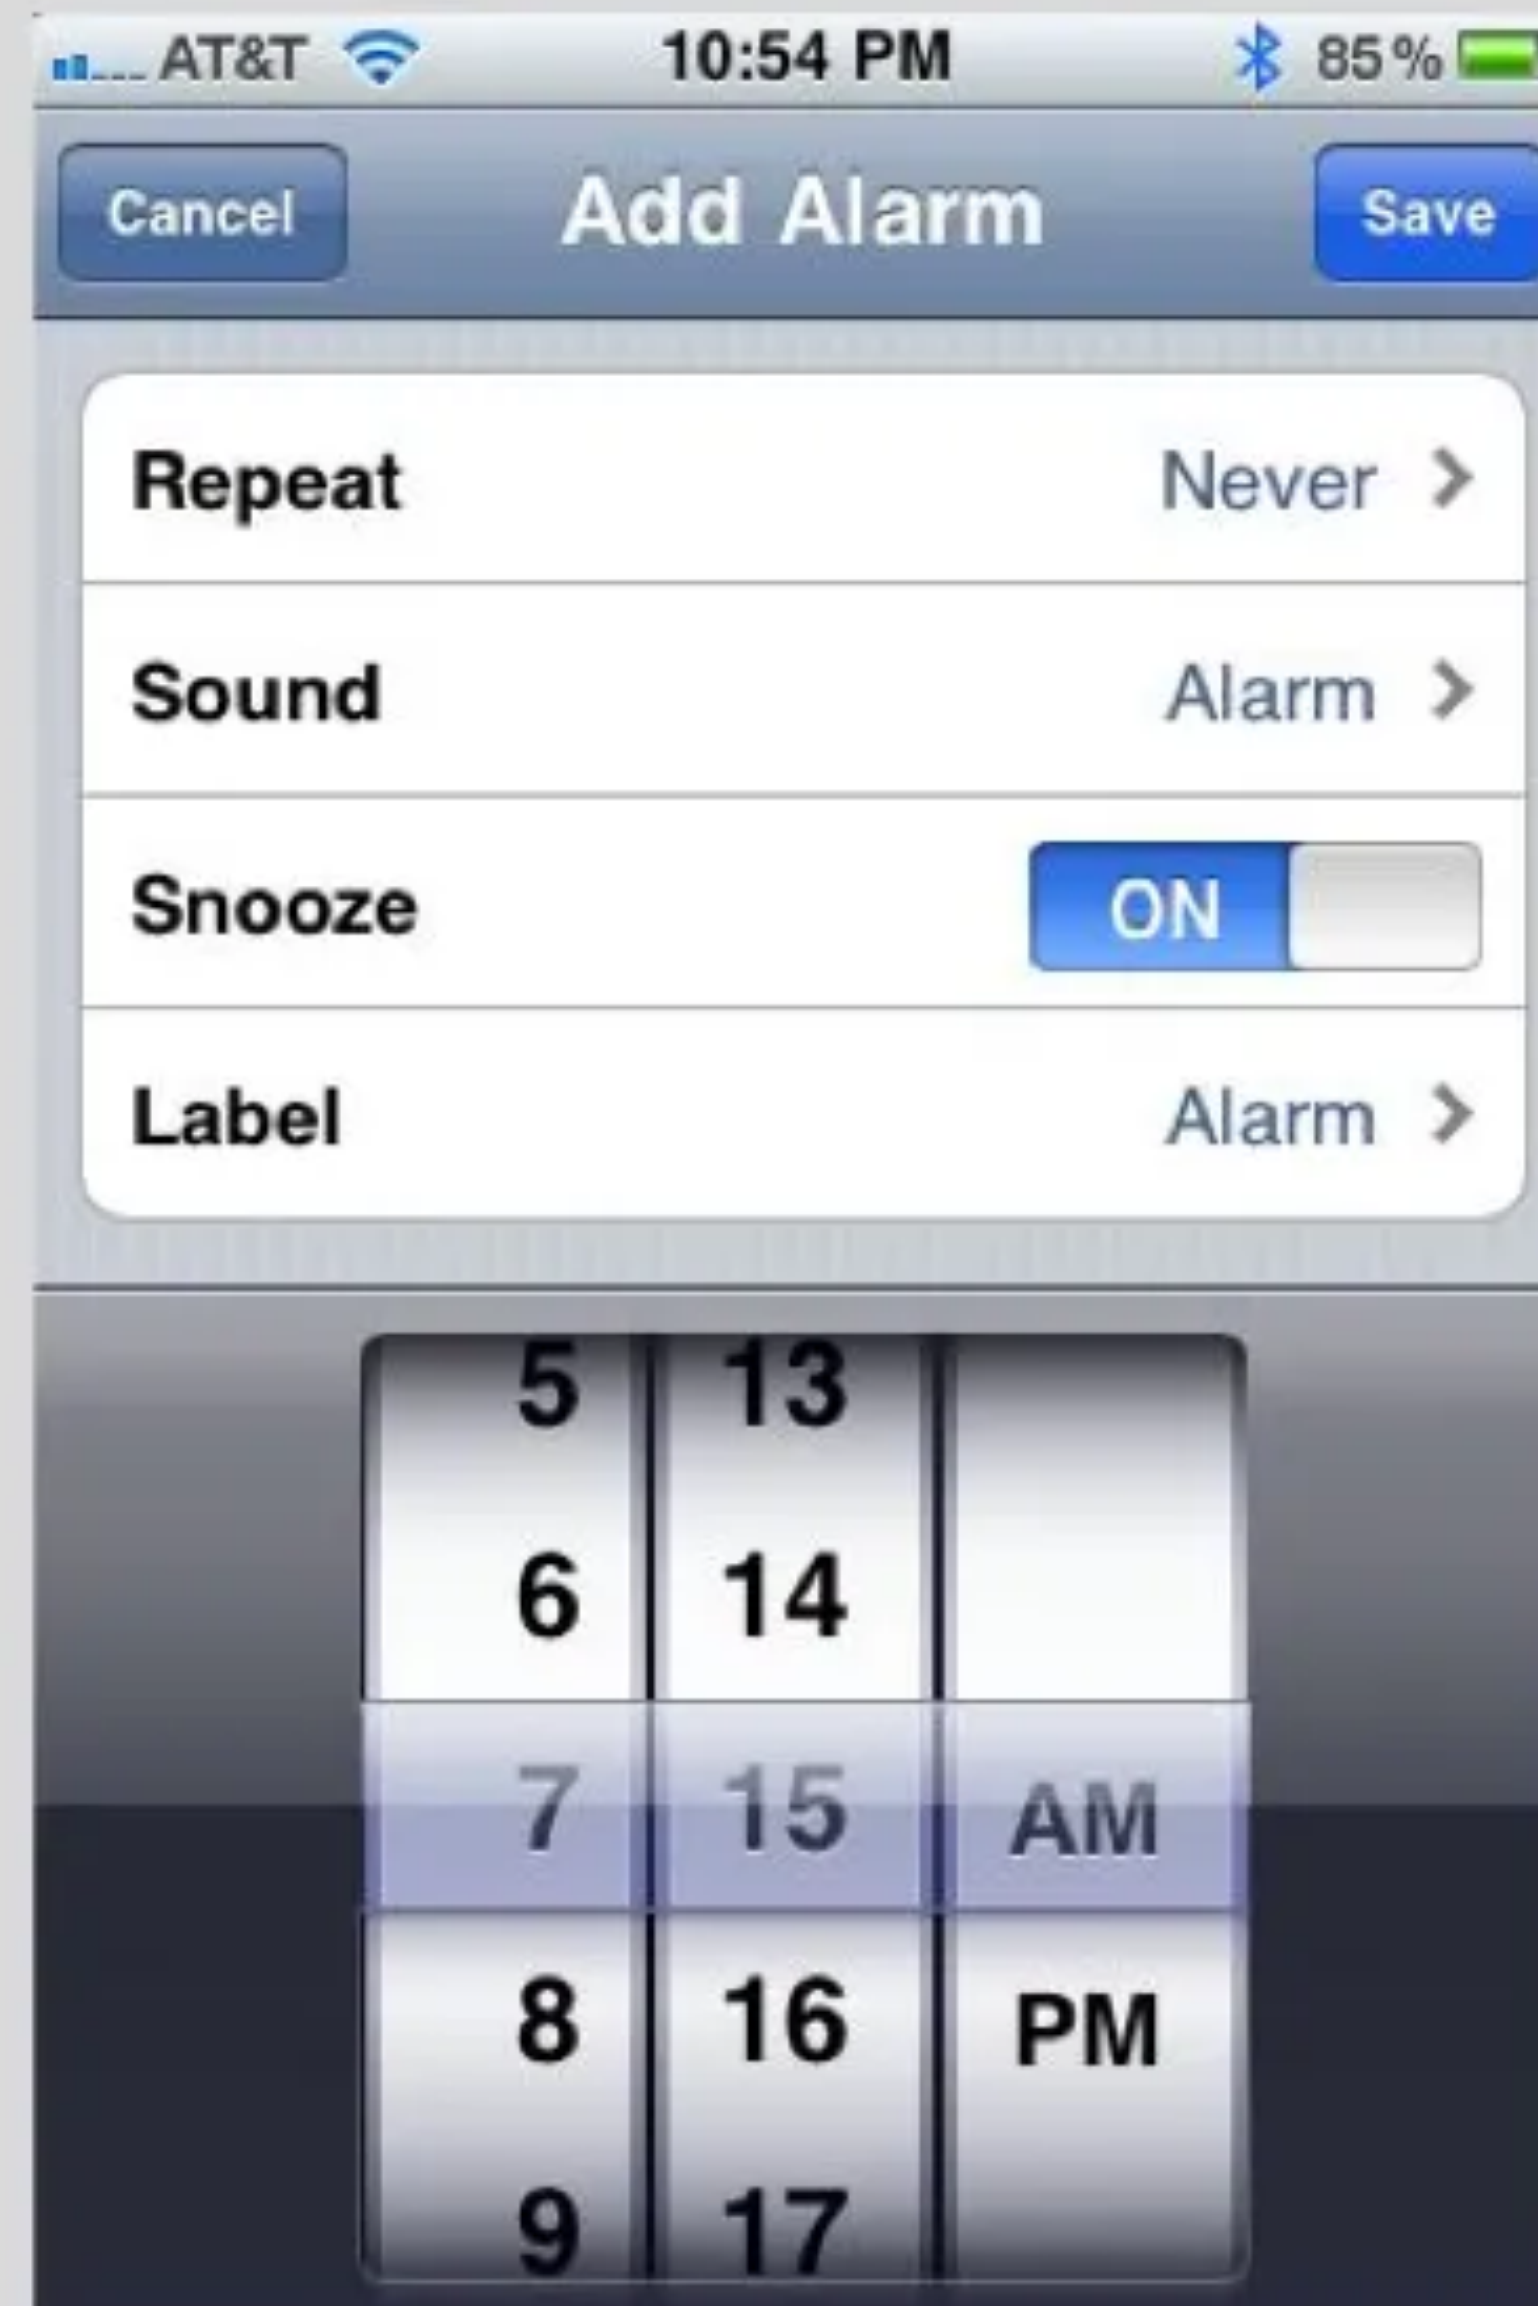 AT&T 10:54 PM 85%
Cancel Add Alarm Save
Repeat Never
Sound Alarm
Snooze ON
Label Alarm
5 13
6 14
7 15 AM
8 16 PM
9 17